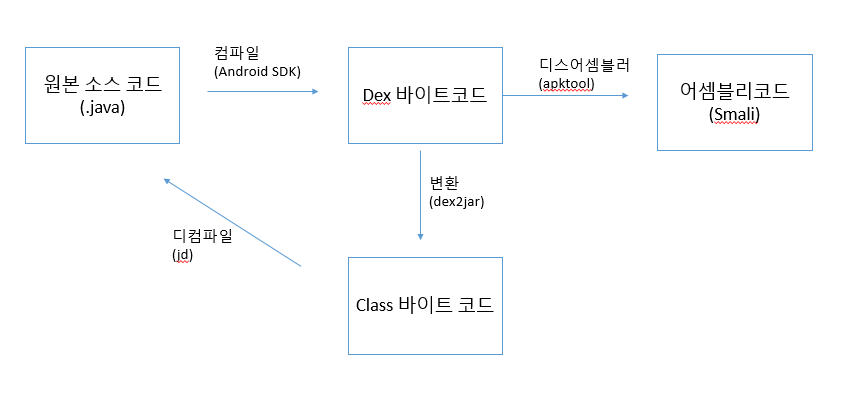 원본 소스 코드
(.java)
컴파일
(Android SDK)
Dex 바이트코드
디스어셈블러
(apktool)
어셈블리코드
(Smali)
변환
(dex2jar)
디컴파일
(jd)
Class 바이트 코드